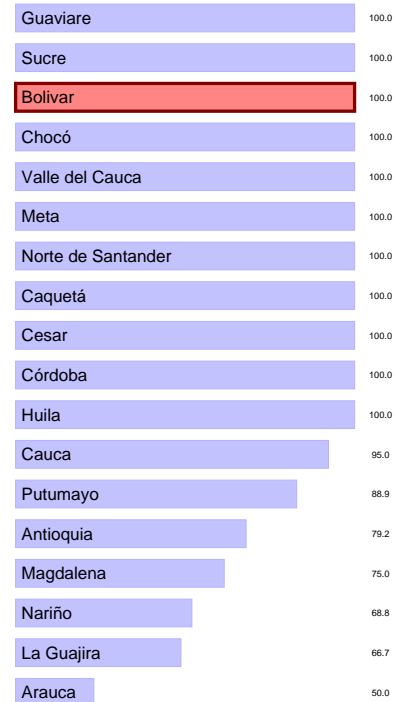 Guaviare 100.0
Sucre 100.0
Bolivar 100.0
Chocó 100.0
Valle del Cauca 100.0
Meta 100.0
Norte de Santander 100.0
Caquetá 100.0
Cesar 100.0
Córdoba 100.0
Huila 100.0
Cauca 95.0
Putumayo 88.9
Antioquia 79.2
Magdalena 75.0
Nariño 68.8
La Guajira 66.7
Arauca 50.0